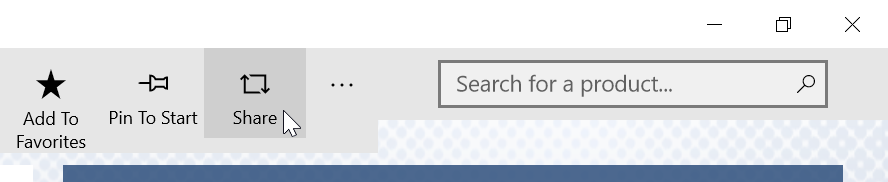 Add To
Favorites
Pin To Start
Share
...
Search for a product...